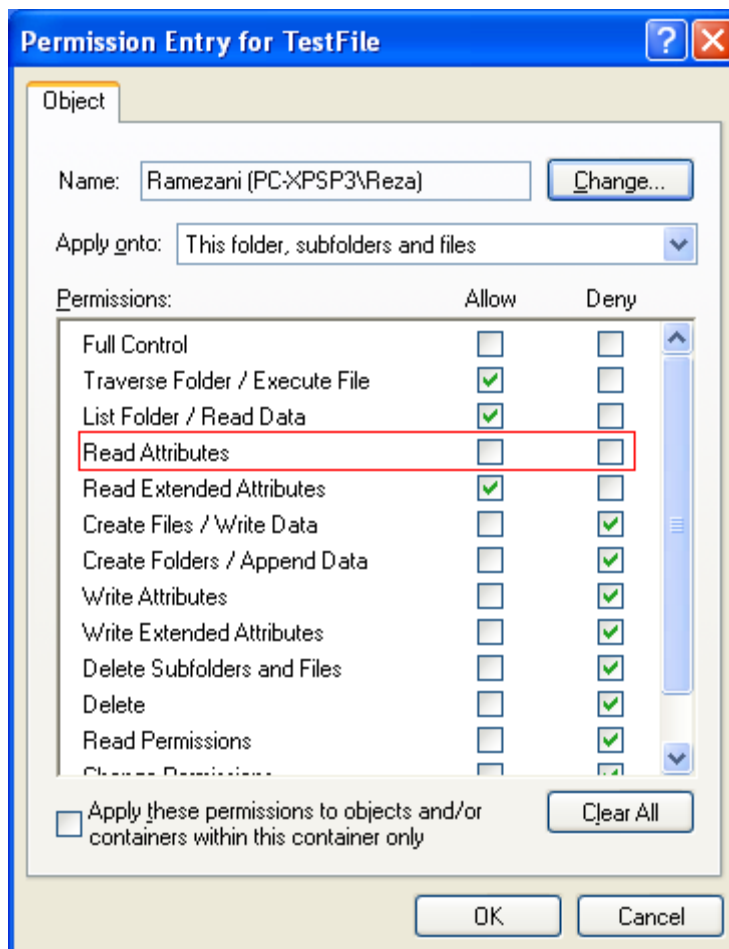 Permission Entry for TestFile
Object
Name: Ramezani (PC-XPSP3\Reza) Change...
Apply onto: This folder, subfolders and files
Permissions: Allow Deny
Full Control
Traverse Folder / Execute File
List Folder / Read Data
Read Attributes
Read Extended Attributes
Create Files / Write Data
Create Folders / Append Data
Write Attributes
Write Extended Attributes
Delete Subfolders and Files
Delete
Read Permissions
Change Permissions
Apply these permissions to objects and/or
containers within this container only
Clear All
OK Cancel